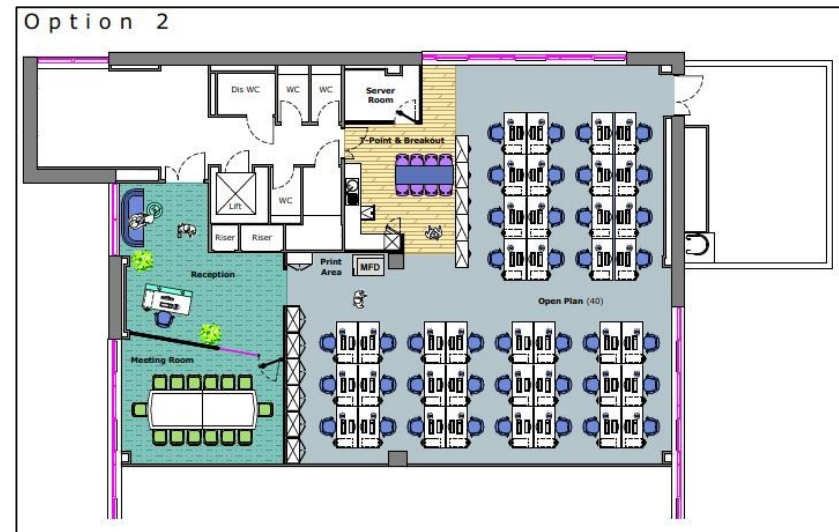 Option 2
Dis WC
WC
WC
Server
Room
T-Point & Breakout
Lift
WC
Riser
Riser
Print
Area
MFD
Reception
Open Plan (40)
Meeting Room